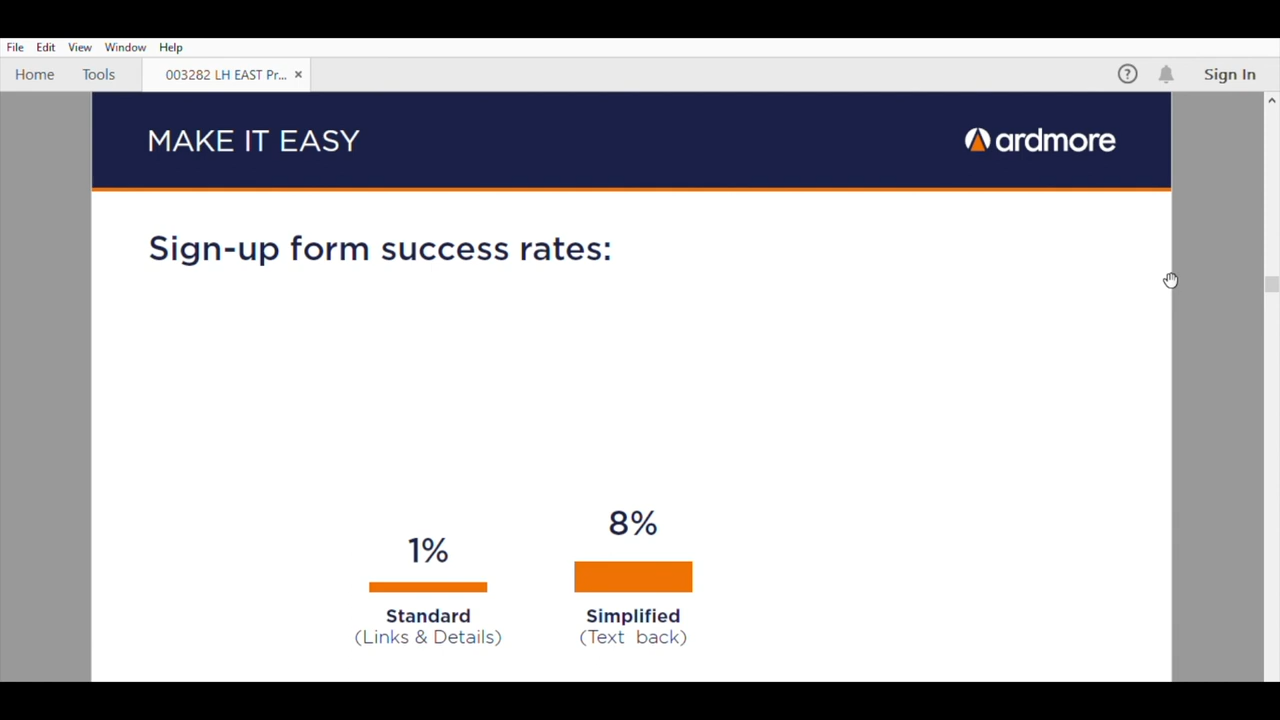 File Edit View Window Help
Home Tools 003282 LH EAST Pr... × ? Sign In
MAKE IT EASY ardmore
Sign-up form success rates:
8%
1%
Standard Simplified
(Links & Details) (Text back)